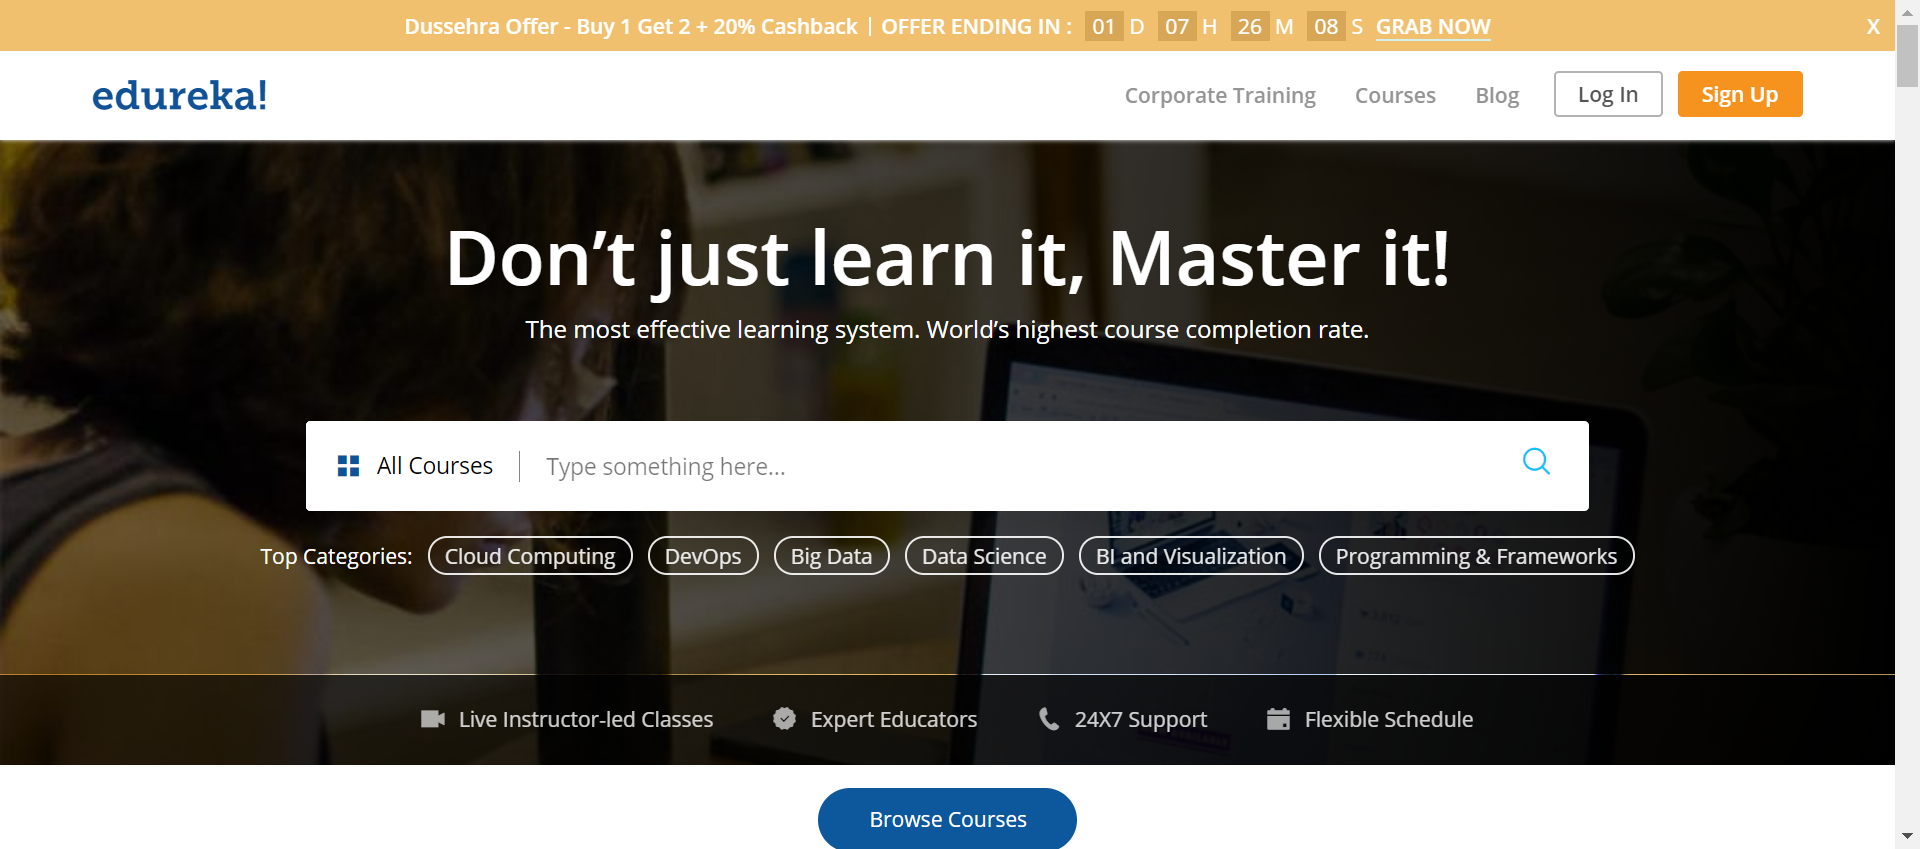 Dussehra Offer - Buy 1 Get 2 + 20% Cashback | OFFER ENDING IN : 01 D 07 H 26 M 08 S GRAB NOW X
edureka! Corporate Training Courses Blog Log In Sign Up
Don’t just learn it, Master it!
The most effective learning system. World’s highest course completion rate.
All Courses Type something here...
Top Categories: Cloud Computing DevOps Big Data Data Science BI and Visualization Programming & Frameworks
Live Instructor-led Classes Expert Educators 24X7 Support Flexible Schedule
Browse Courses